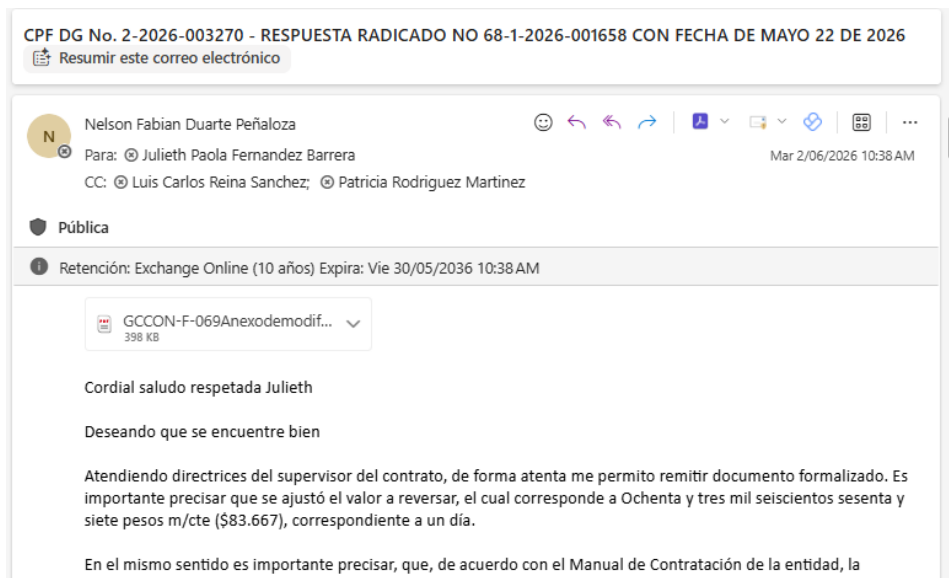 CPF DG No. 2-2026-003270 - RESPUESTA RADICADO NO 68-1-2026-001658 CON FECHA DE MAYO 22 DE 2026
Resumir este correo electrónico
N
Nelson Fabian Duarte Peñaloza
Para: Julieth Paola Fernandez Barrera
Mar 2/06/2026 10:38 AM
CC: Luis Carlos Reina Sanchez; Patricia Rodriguez Martinez
Pública
Retención: Exchange Online (10 años) Expira: Vie 30/05/2036 10:38 AM
GCCON-F-069Anexodemodif...
398 KB
Cordial saludo respetada Julieth
Deseando que se encuentre bien
Atendiendo directrices del supervisor del contrato, de forma atenta me permito remitir documento formalizado. Es
importante precisar que se ajustó el valor a reversar, el cual corresponde a Ochenta y tres mil seiscientos sesenta y
siete pesos m/cte ($83.667), correspondiente a un día.
En el mismo sentido es importante precisar, que, de acuerdo con el Manual de Contratación de la entidad, la